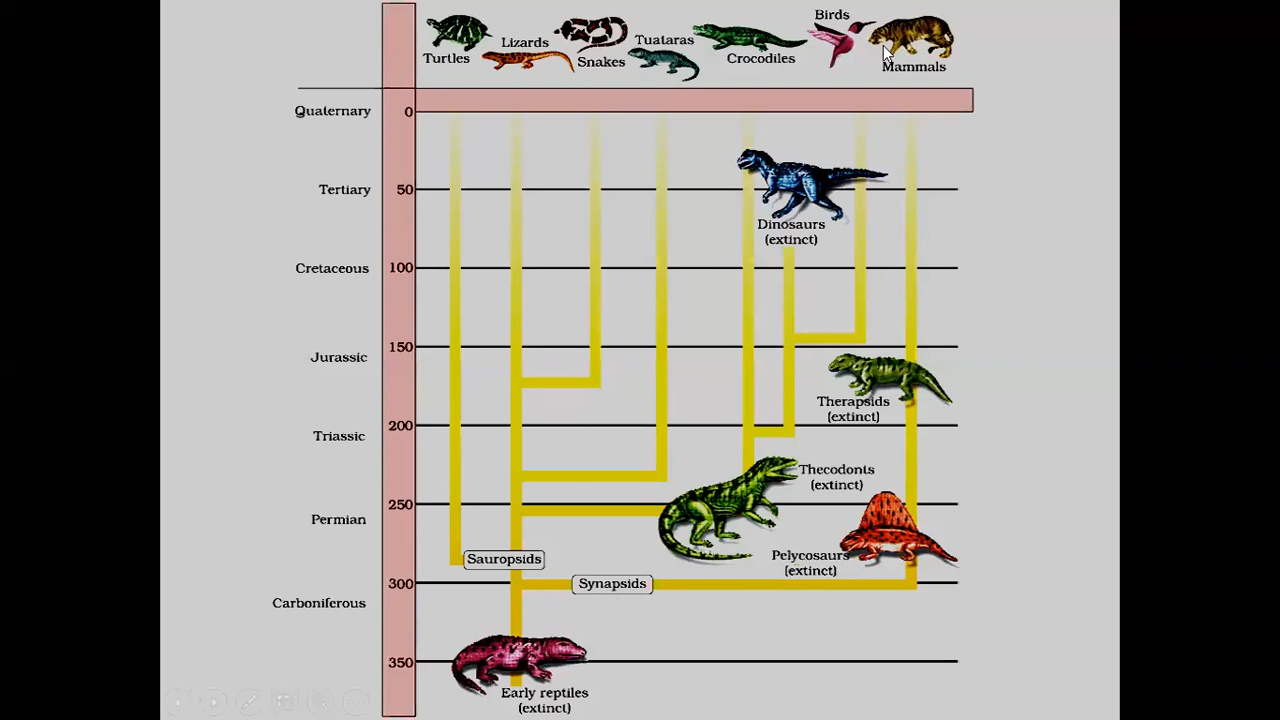 Turtles
Lizards
Snakes
Tuataras
Crocodiles
Birds
Mammals
Quaternary
0
Tertiary
50
Dinosaurs
(extinct)
Cretaceous
100
150
Jurassic
Therapsids
(extinct)
200
Triassic
Thecodonts
(extinct)
250
Permian
Sauropsids
Pelycosaurs
(extinct)
300
Synapsids
Carboniferous
350
Early reptiles
(extinct)